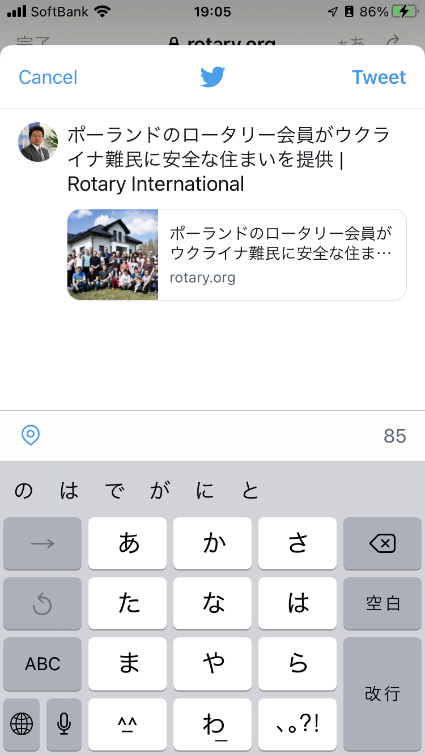 SoftBank 19:05 86%
完了 rotary.org ぁあ
Cancel Tweet
ポーランドのロータリー会員がウクラ
イナ難民に安全な住まいを提供 |
Rotary International
ポーランドのロータリー会員が
ウクライナ難民に安全な住ま…
rotary.org
85
の は で が に と
→ あ か さ
た な は 空白
ABC ま や ら
改行
^^ わ 、。?!